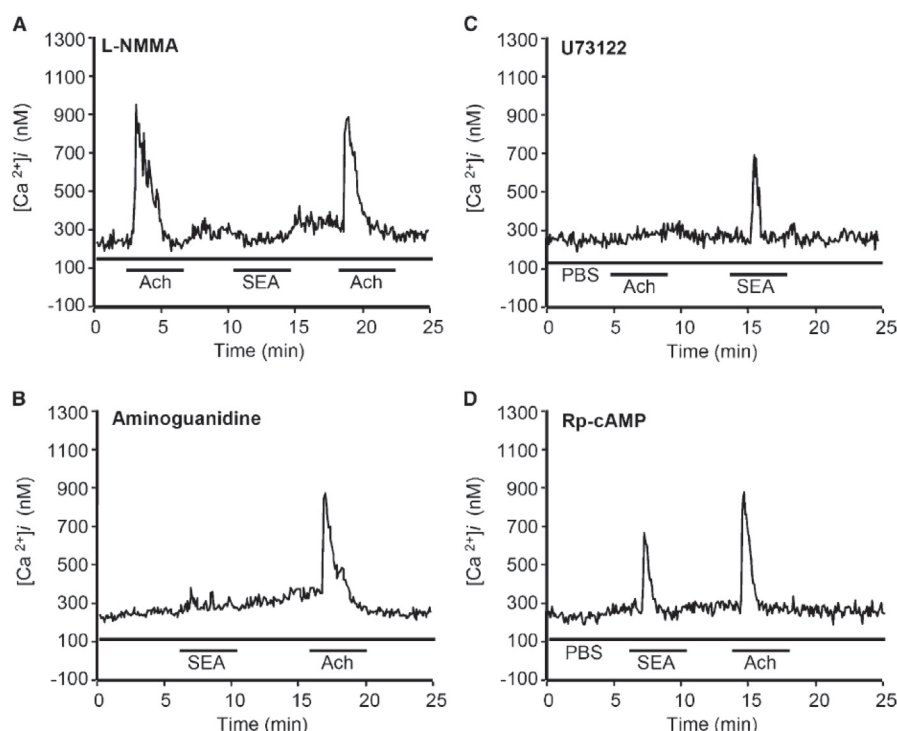 A
L-NMMA
1300
1100
900
700
500
300
100
-100
[Ca 2+]i (nM)
Ach
SEA
Ach
0
5
10
15
20
25
Time (min)
B
Aminoguanidine
1300
1100
900
700
500
300
100
-100
[Ca 2+]i (nM)
SEA
Ach
0
5
10
15
20
25
Time (min)
C
U73122
1300
1100
900
700
500
300
100
-100
[Ca 2+]i (nM)
PBS
Ach
SEA
0
5
10
15
20
25
Time (min)
D
Rp-cAMP
1300
1100
900
700
500
300
100
-100
[Ca 2+]i (nM)
PBS
SEA
Ach
0
5
10
15
20
25
Time (min)